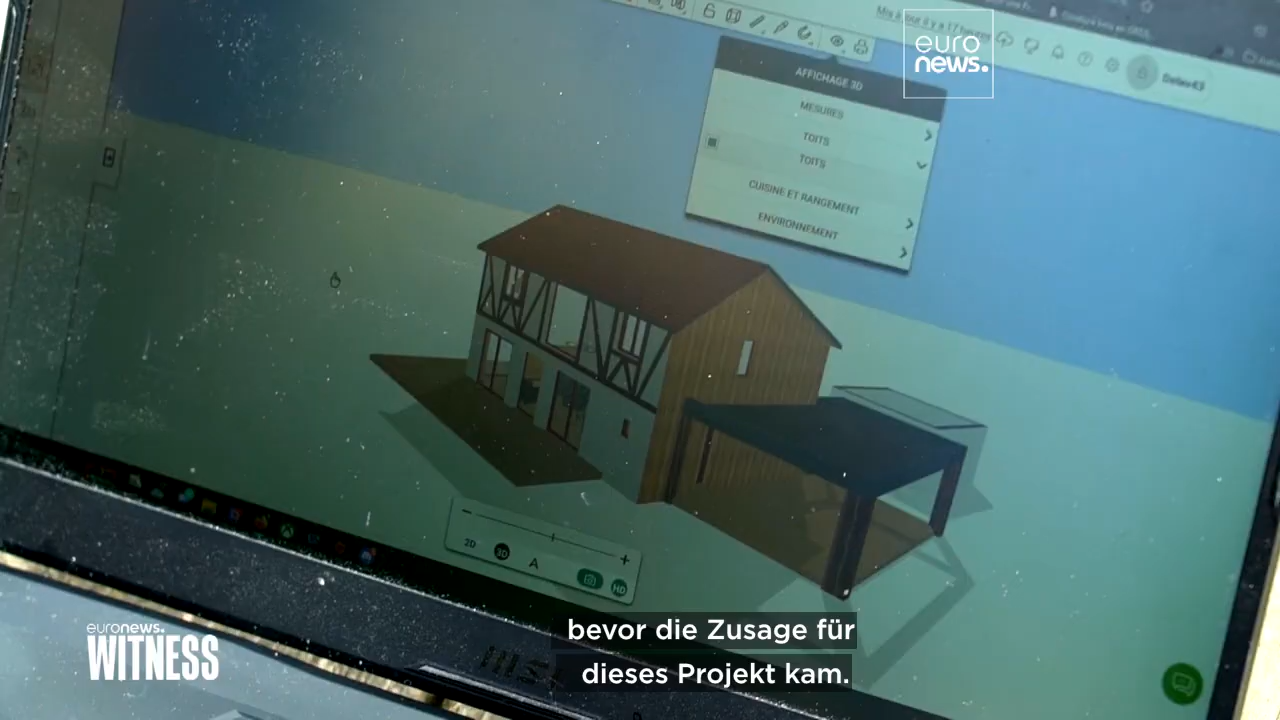 euro
news.
AFFICHAGE 3D
MESURES
TOITS
TOITS
CUISINE ET RANGEMENT
ENVIRONNEMENT
2D
3D
A
HD
euronews.
WITNESS
msi
bevor die Zusage für
dieses Projekt kam.